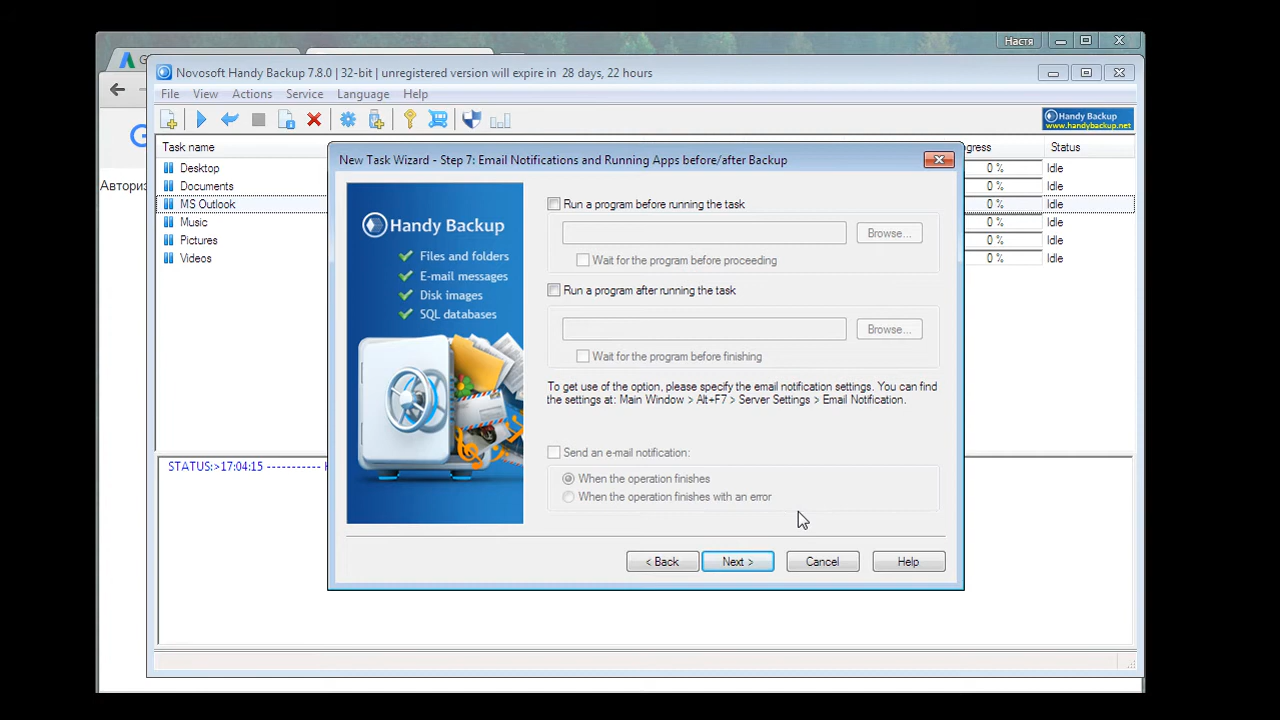 Настя
G
Novosoft Handy Backup 7.8.0 | 32-bit | unregistered version will expire in 28 days, 22 hours
File View Actions Service Language Help
Handy Backup
www.handybackup.net
Task name
ogress
Status
Desktop
0 %
Idle
Documents
0 %
Idle
MS Outlook
0 %
Idle
Music
0 %
Idle
Pictures
0 %
Idle
Videos
0 %
Idle
G
Авториз
New Task Wizard - Step 7: Email Notifications and Running Apps before/after Backup
Handy Backup
Files and folders
E-mail messages
Disk images
SQL databases
Run a program before running the task
Browse...
Wait for the program before proceeding
Run a program after running the task
Browse...
Wait for the program before finishing
To get use of the option, please specify the email notification settings. You can find
the settings at: Main Window > Alt+F7 > Server Settings > Email Notification.
Send an e-mail notification:
When the operation finishes
When the operation finishes with an error
< Back
Next >
Cancel
Help
STATUS:>17:04:15 -----------